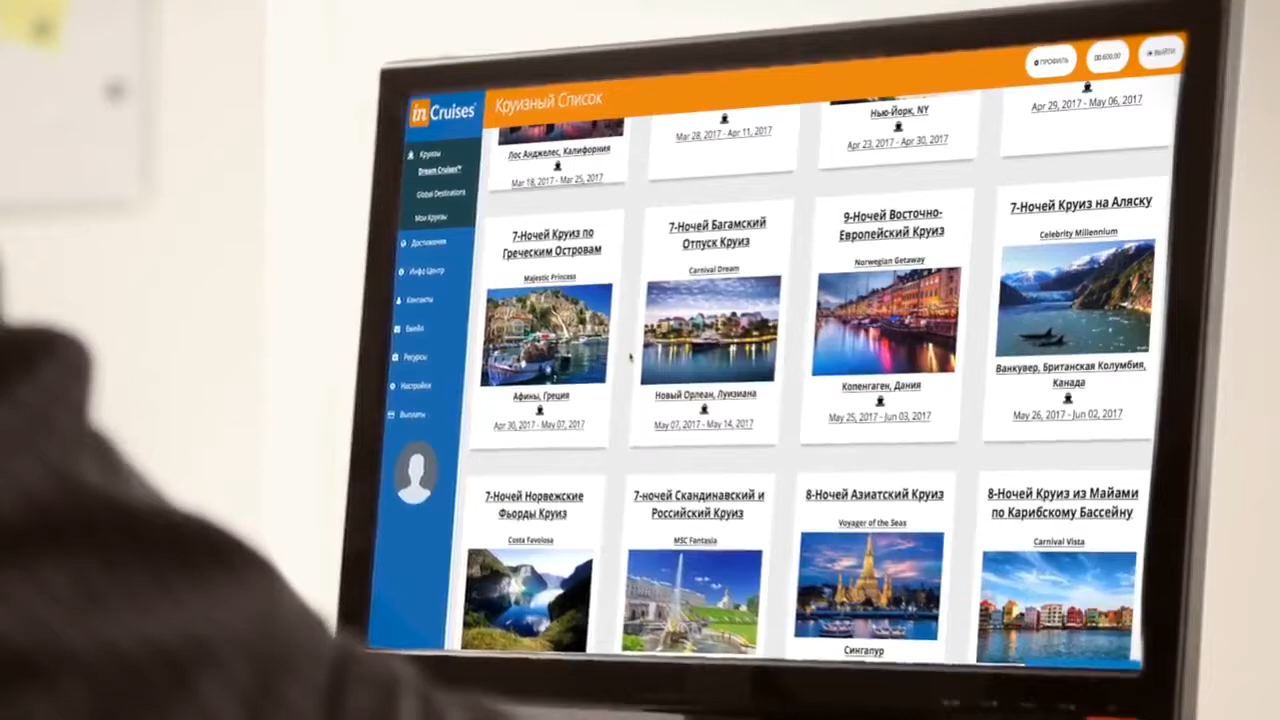 in Cruises
Круизный Список
ПРОФИЛЬ
ВЫЙТИ
Круизы
Dream Cruises™
Global Destinations
Мои Круизы
Достижения
Инфо Центр
Контакты
Емейл
Ресурсы
Настройки
Выплаты
Лос Анджелес, Калифорния
Mar 18, 2017 - Mar 25, 2017
Mar 28, 2017 - Apr 11, 2017
Нью-Йорк, NY
Apr 23, 2017 - Apr 30, 2017
Apr 29, 2017 - May 06, 2017
7-Ночей Круиз по
Греческим Островам
Majestic Princess
Афины, Греция
Apr 30, 2017 - May 07, 2017
7-Ночей Багамский
Отпуск Круиз
Carnival Dream
Новый Орлеан, Луизиана
May 07, 2017 - May 14, 2017
9-Ночей Восточно-
Европейский Круиз
Norwegian Getaway
Копенгаген, Дания
May 25, 2017 - Jun 03, 2017
7-Ночей Круиз на Аляску
Celebrity Millennium
Ванкувер, Британская Колумбия,
Канада
May 26, 2017 - Jun 02, 2017
7-Ночей Норвежские
Фьорды Круиз
Costa Favolosa
7-ночей Скандинавский и
Российский Круиз
MSC Fantasia
8-Ночей Азиатский Круиз
Voyager of the Seas
Сингапур
8-Ночей Круиз из Майами
по Карибскому Бассейну
Carnival Vista